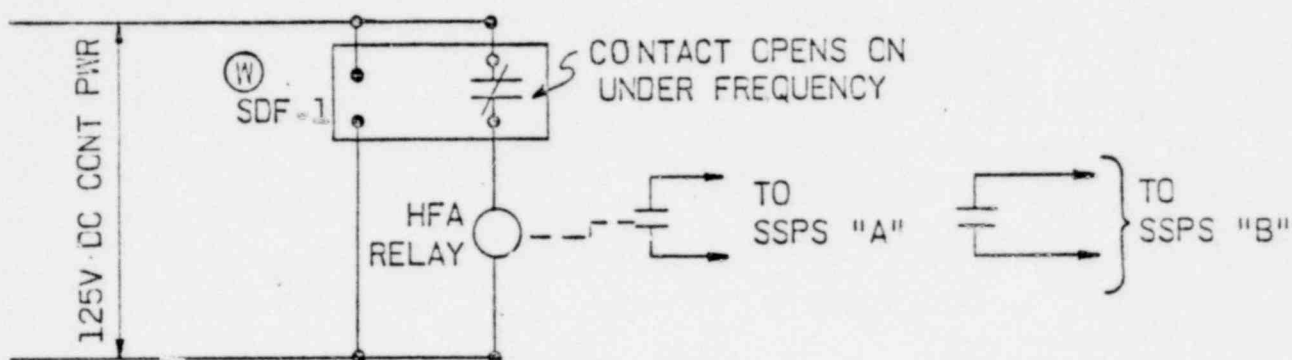 125V DC CCNT PWR
W
SDF-1
CONTACT CPENS CN
UNDER FREQUENCY
HFA
RELAY
TO
SSPS "A"
TO
SSPS "B"